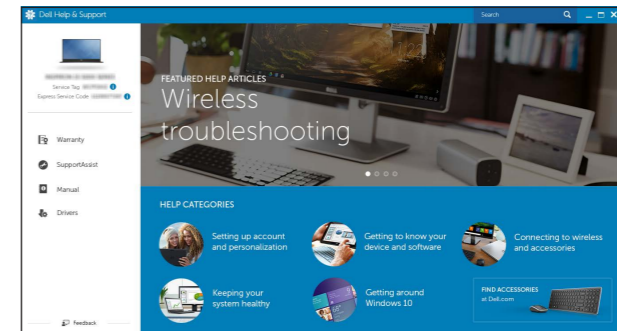 Dell Help & Support
Search
Service Tag:
Express Service Code:
Warranty
SupportAssist
Manual
Drivers
Feedback
FEATURED HELP ARTICLES
Wireless
troubleshooting
HELP CATEGORIES
Setting up account
and personalization
Getting to know your
device and software
Connecting to wireless
and accessories
Keeping your
system healthy
Getting around
Windows 10
FIND ACCESSORIES
at Dell.com